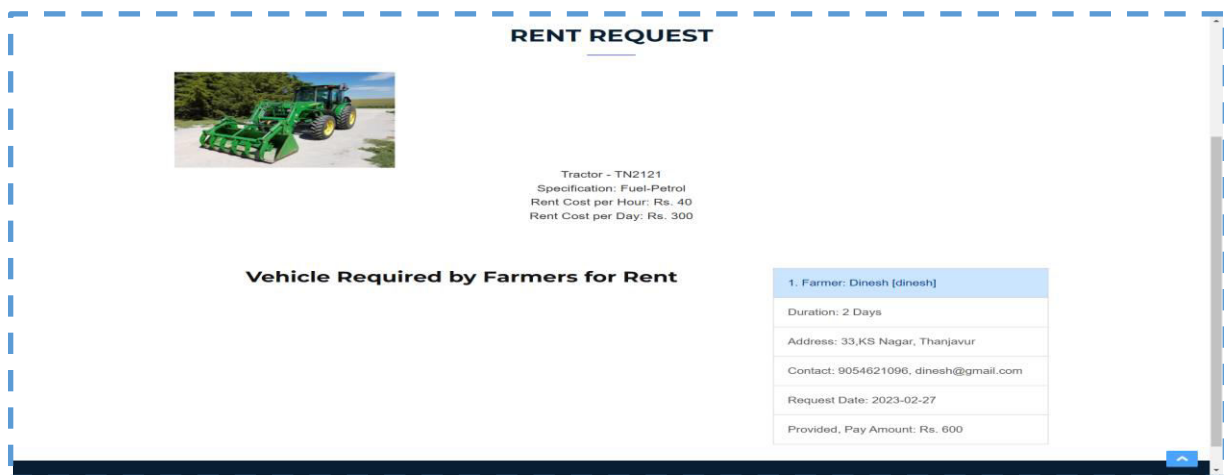 RENT REQUEST
Tractor - TN2121
Specification: Fuel-Petrol
Rent Cost per Hour: Rs. 40
Rent Cost per Day: Rs. 300
Vehicle Required by Farmers for Rent
1. Farmer: Dinesh [dinesh]
Duration: 2 Days
Address: 33,KS Nagar, Thanjavur
Contact: 9054621096, dinesh@gmail.com
Request Date: 2023-02-27
Provided, Pay Amount: Rs. 600